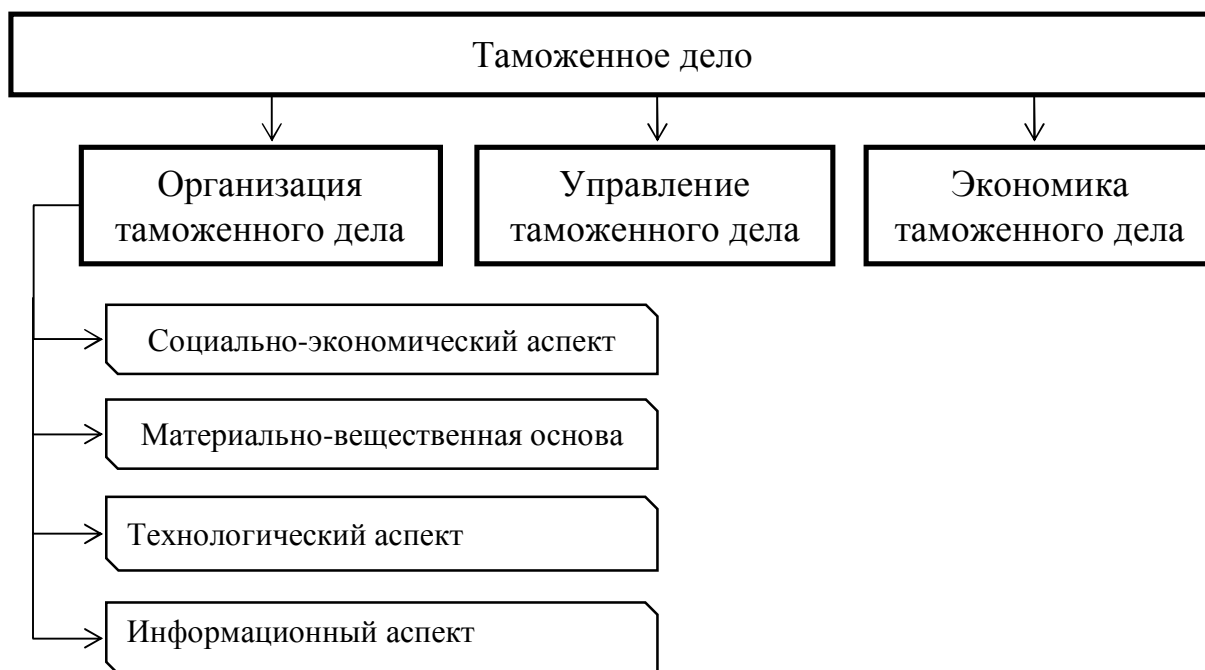 Таможенное дело
Организация
таможенного дела
Управление
таможенного дела
Экономика
таможенного дела
Социально-экономический аспект
Материально-вещественная основа
Технологический аспект
Информационный аспект